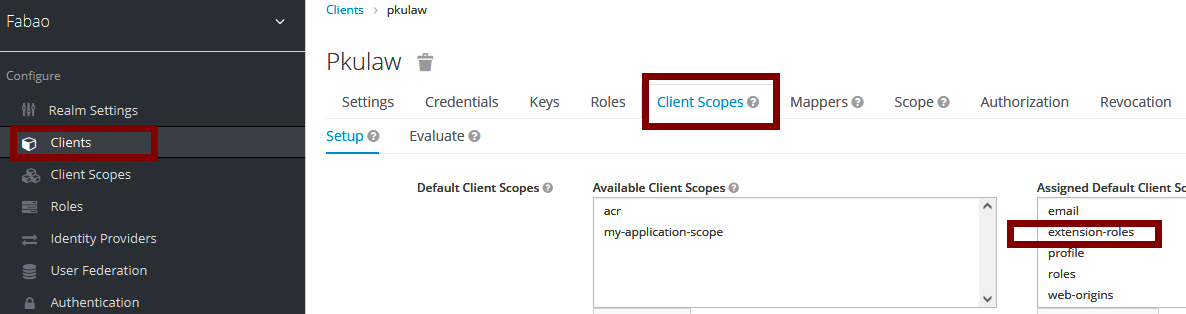 Fabao
Clients > pkulaw
Pkulaw
Configure
Realm Settings
Clients
Client Scopes
Roles
Identity Providers
User Federation
Authentication
Settings Credentials Keys Roles Client Scopes ? Mappers ? Scope ? Authorization Revocation
Setup ? Evaluate ?
Default Client Scopes ? Available Client Scopes ? Assigned Default Client Sc
acr
my-application-scope
email
extension-roles
profile
roles
web-origins